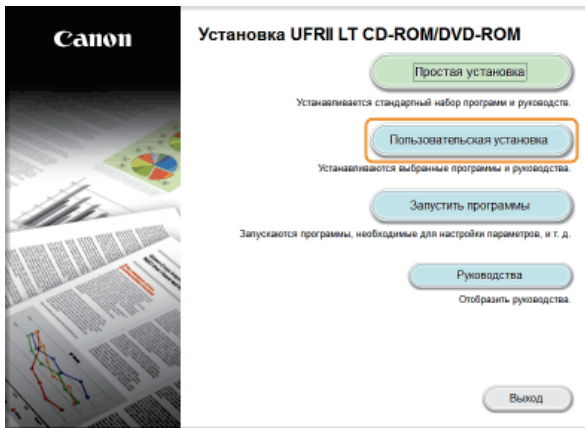 Canon
Установка UFRII LT CD-ROM/DVD-ROM
Простая установка
Устанавливается стандартный набор программ и руководств.
Пользовательская установка
Устанавливаются выбранные программы и руководства.
Запустить программы
Запускаются программы, необходимые для настройки параметров, и т. д.
Руководства
Отобразить руководства.
Выход